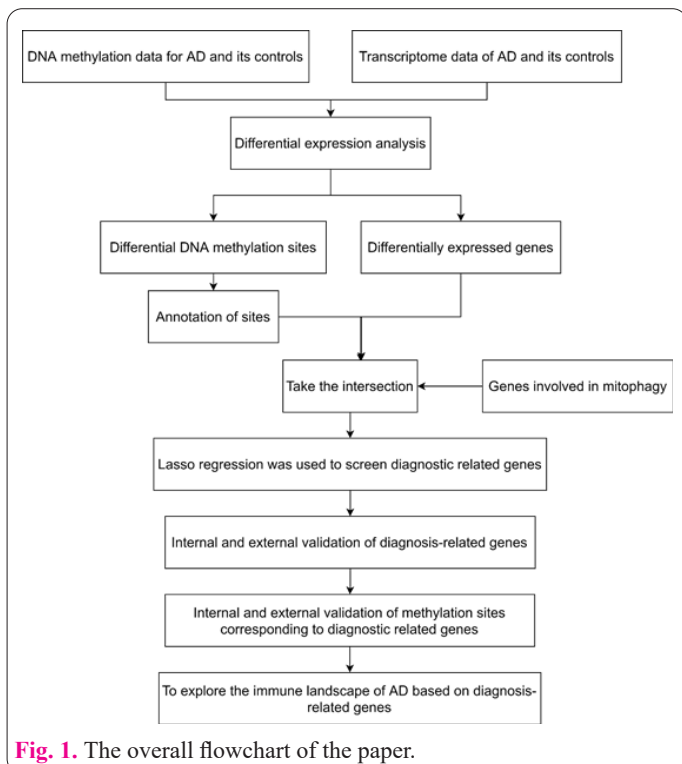 DNA methylation data for AD and its controls
Transcriptome data of AD and its controls
Differential expression analysis
Differential DNA methylation sites
Differentially expressed genes
Annotation of sites
Take the intersection
Genes involved in mitophagy
Lasso regression was used to screen diagnostic related genes
Internal and external validation of diagnosis-related genes
Internal and external validation of methylation sites
corresponding to diagnostic related genes
To explore the immune landscape of AD based on diagnosis-
related genes
Fig. 1. The overall flowchart of the paper.